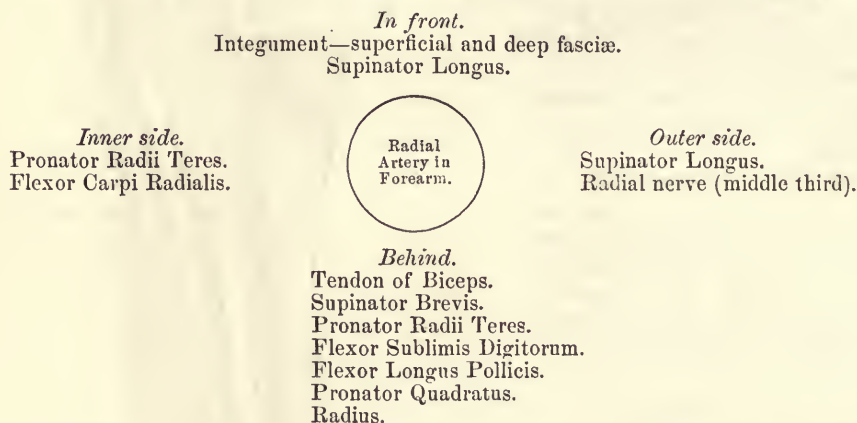 In front.
Integument—superficial and deep fasciæ.
Supinator Longus.
Inner side.
Pronator Radii Teres.
Flexor Carpi Radialis.
Radial
Artery in
Forearm.
Outer side.
Supinator Longus.
Radial nerve (middle third).
Behind.
Tendon of Biceps.
Supinator Brevis.
Pronator Radii Teres.
Flexor Sublimis Digitorum.
Flexor Longus Pollicis.
Pronator Quadratus.
Radius.